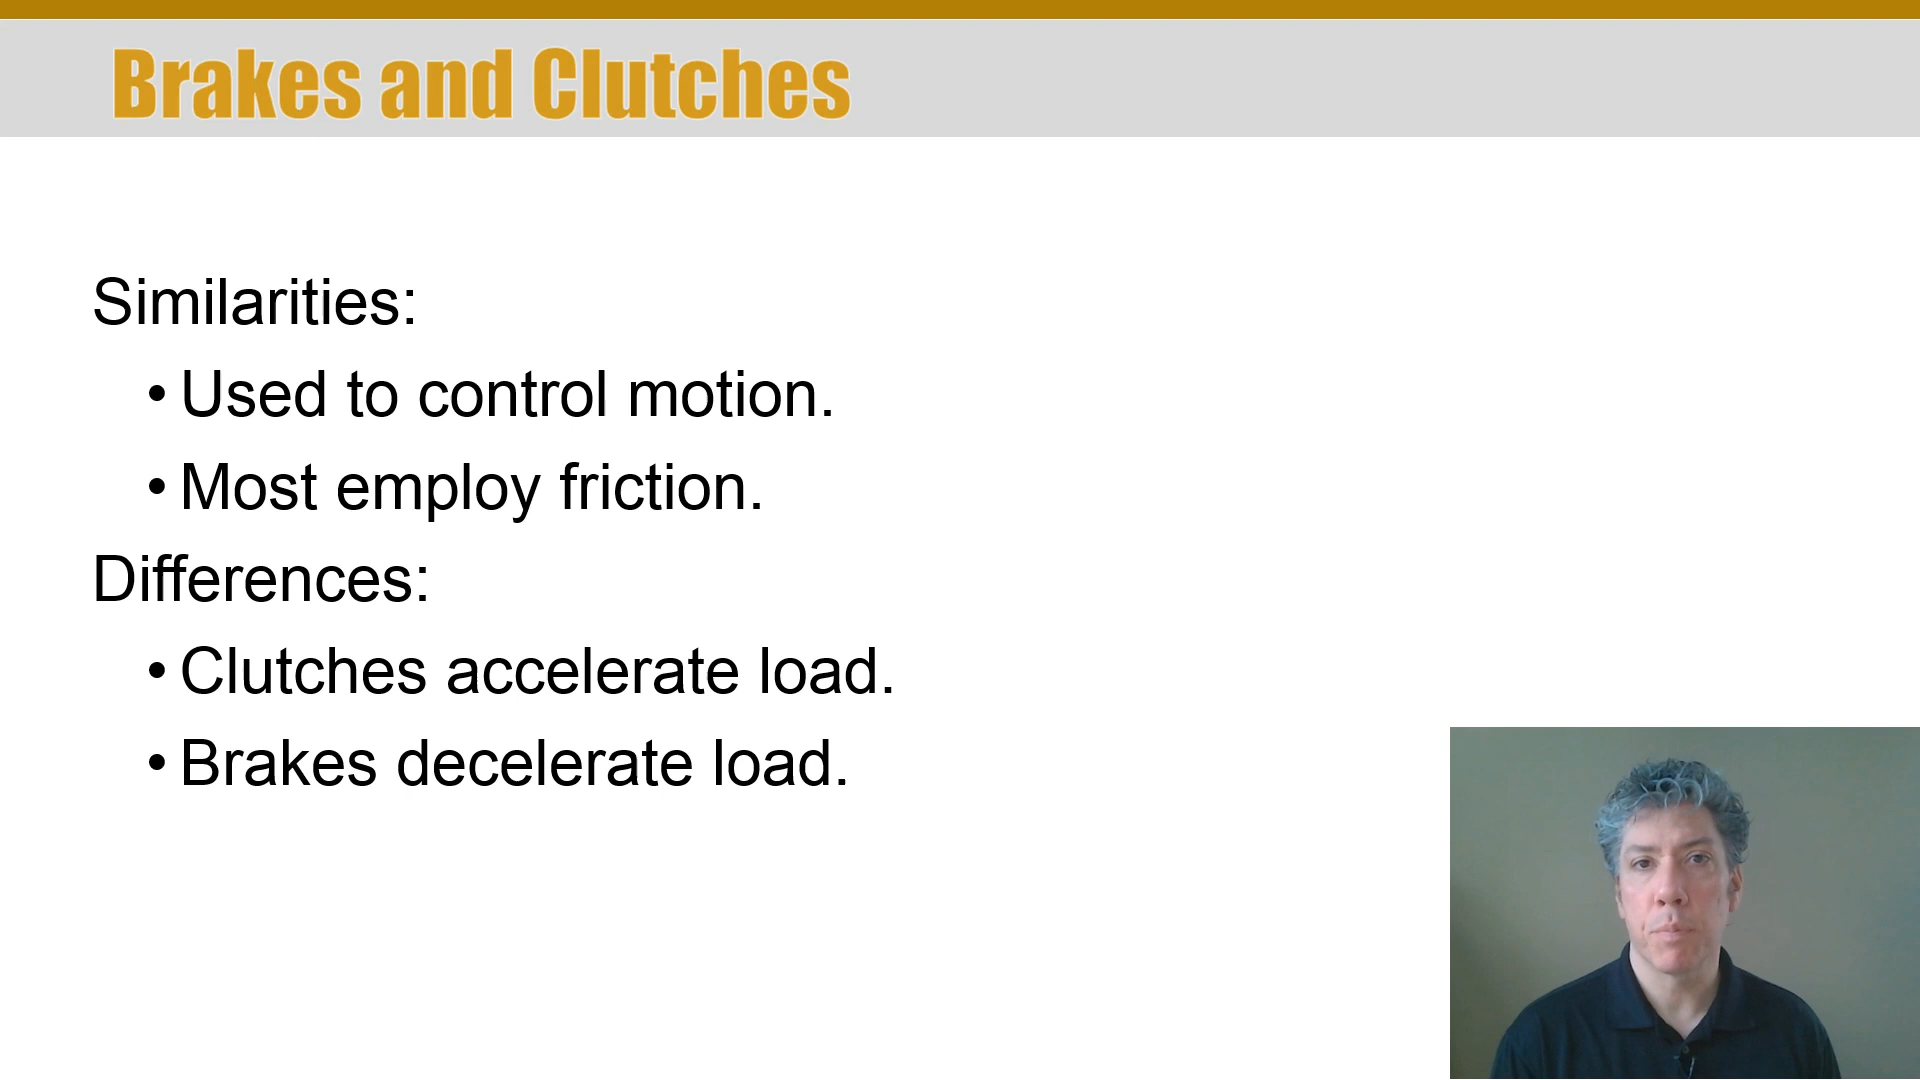 Brakes and Clutches
Similarities:
• Used to control motion.
• Most employ friction.
Differences:
• Clutches accelerate load.
• Brakes decelerate load.